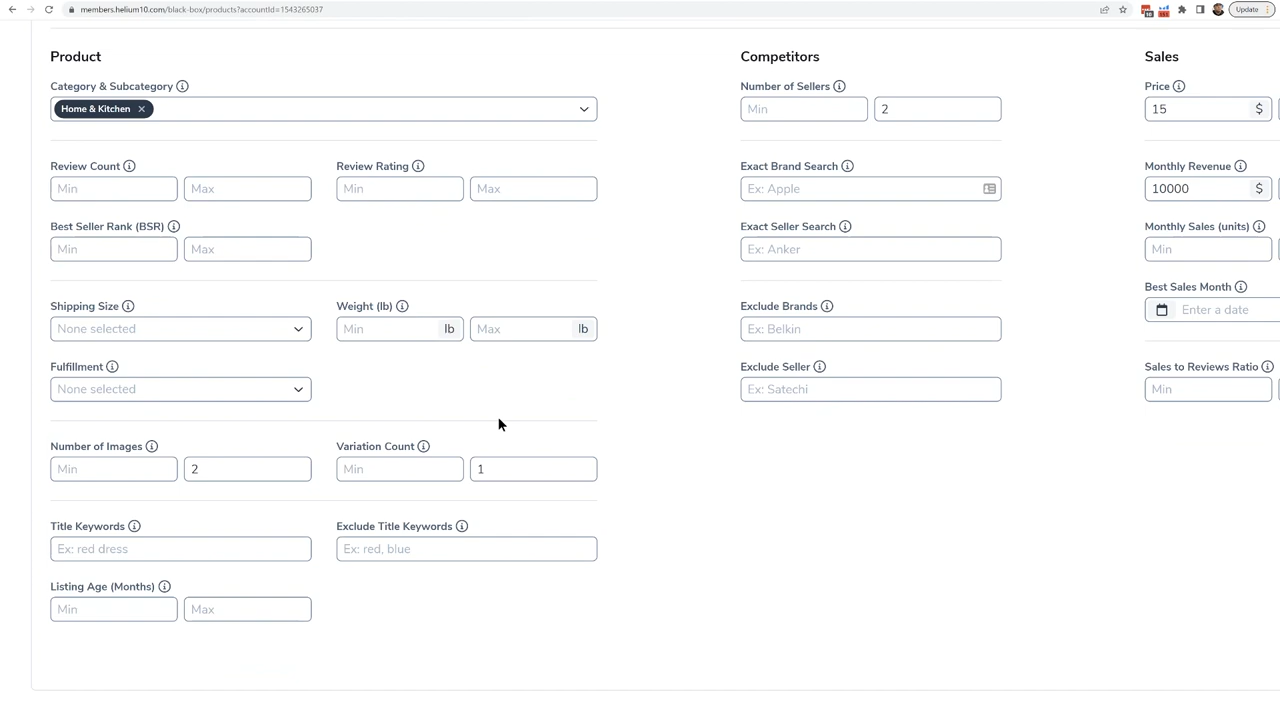 members.helium10.com/black-box/products?accountId=1543265037
Update
Product
Competitors
Sales
Category & Subcategory
Number of Sellers
Price
Home & Kitchen
Min
2
15 $
Review Count
Review Rating
Exact Brand Search
Monthly Revenue
Min
Max
Min
Max
Ex: Apple
10000 $
Best Seller Rank (BSR)
Exact Seller Search
Monthly Sales (units)
Min
Max
Ex: Anker
Min
Best Sales Month
Shipping Size
Weight (lb)
Exclude Brands
Enter a date
None selected
Min lb
Max lb
Ex: Belkin
Fulfillment
Exclude Seller
Sales to Reviews Ratio
None selected
Ex: Satechi
Min
Number of Images
Variation Count
Min
2
Min
1
Title Keywords
Exclude Title Keywords
Ex: red dress
Ex: red, blue
Listing Age (Months)
Min
Max